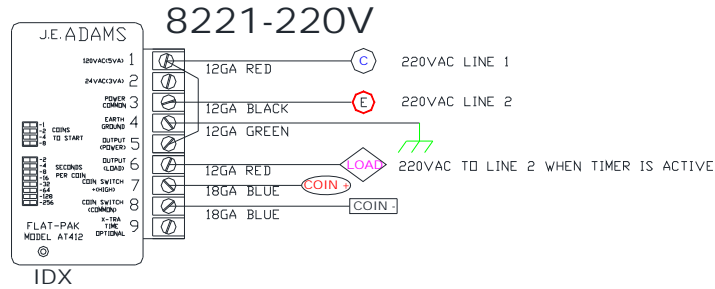 8221-220V
J.E. ADAMS
120VAC(5VA) 1
24VAC(3VA) 2
POWER COMMON 3
EARTH GROUND 4
OUTPUT (POWER) 5
OUTPUT (LOAD) 6
COIN SWITCH +(HIGH) 7
COIN SWITCH (COMMON) 8
X-TRA TIME OPTIONAL 9
-1
-2
-4
-8
COINS TO START
-2
-4
-8
-16
-32
-64
-128
-256
SECONDS PER COIN
FLAT-PAK
MODEL AT412
IDX
12GA RED
C
220VAC LINE 1
12GA BLACK
E
220VAC LINE 2
12GA GREEN
12GA RED
LOAD
220VAC TO LINE 2 WHEN TIMER IS ACTIVE
18GA BLUE
COIN +
18GA BLUE
COIN -